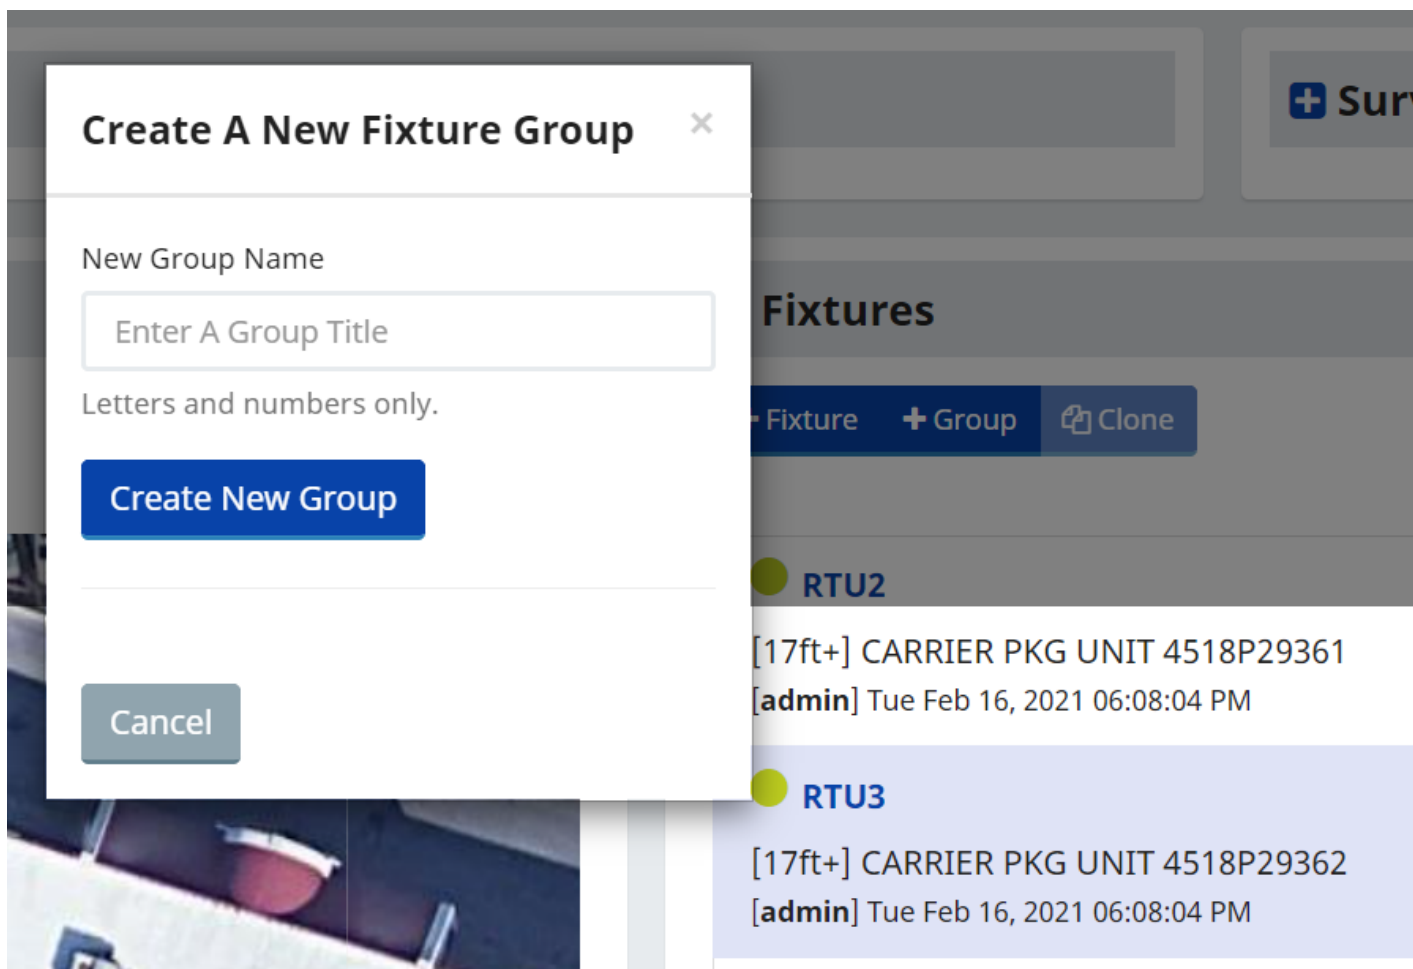 Create A New Fixture Group ×
New Group Name
Enter A Group Title
Letters and numbers only.
Create New Group
Cancel
Fixtures
Fixture + Group Clone
RTU2
[17ft+] CARRIER PKG UNIT 4518P29361
[admin] Tue Feb 16, 2021 06:08:04 PM
RTU3
[17ft+] CARRIER PKG UNIT 4518P29362
[admin] Tue Feb 16, 2021 06:08:04 PM